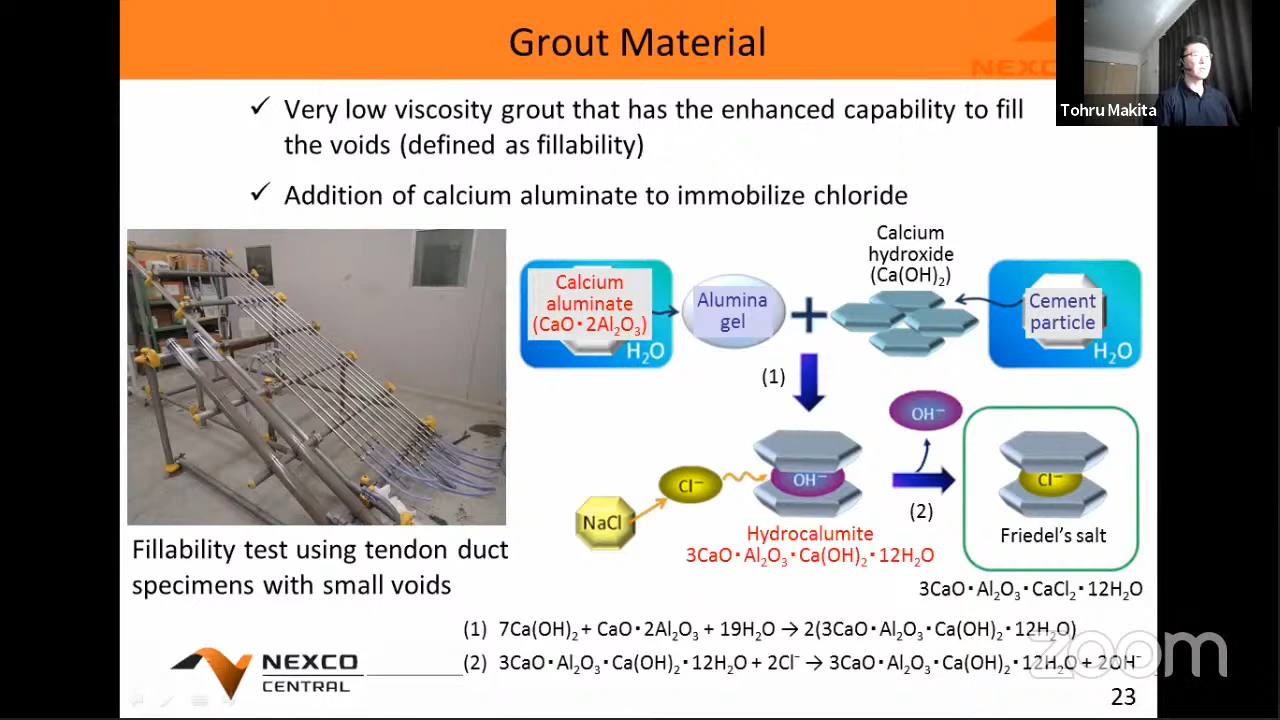 Grout Material
NEXC
Tohru Makita
✓ Very low viscosity grout that has the enhanced capability to fill
the voids (defined as fillability)
✓ Addition of calcium aluminate to immobilize chloride
Calcium
aluminate
(CaO・2Al₂O₃)
H₂O
Alumina
gel
+
Calcium
hydroxide
(Ca(OH)₂)
Cement
particle
H₂O
(1)
OH⁻
NaCl
Cl⁻
OH⁻
Hydrocalumite
3CaO・Al₂O₃・Ca(OH)₂・12H₂O
(2)
Cl⁻
Friedel's salt
3CaO・Al₂O₃・CaCl₂・12H₂O
Fillability test using tendon duct
specimens with small voids
(1) 7Ca(OH)₂ + CaO・2Al₂O₃ + 19H₂O → 2(3CaO・Al₂O₃・Ca(OH)₂・12H₂O)
(2) 3CaO・Al₂O₃・Ca(OH)₂・12H₂O + 2Cl⁻ → 3CaO・Al₂O₃・Ca(OH)₂・12H₂O + 2OH⁻
NEXCO
CENTRAL
zoom
23